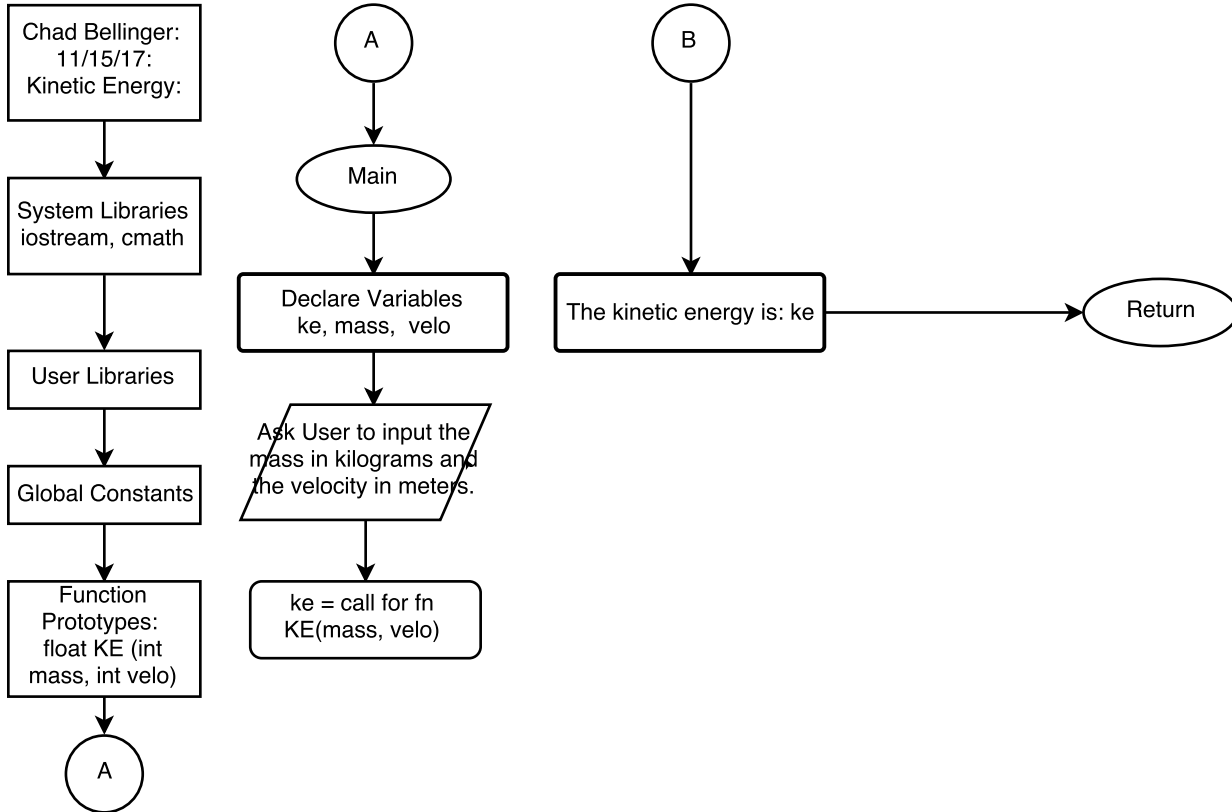 Chad Bellinger:
11/15/17:
Kinetic Energy:
System Libraries
iostream, cmath
User Libraries
Global Constants
Function
Prototypes:
float KE (int
mass, int velo)
A
A
Main
Declare Variables
ke, mass, velo
Ask User to input the
mass in kilograms and
the velocity in meters.
ke = call for fn
KE(mass, velo)
B
The kinetic energy is: ke
Return